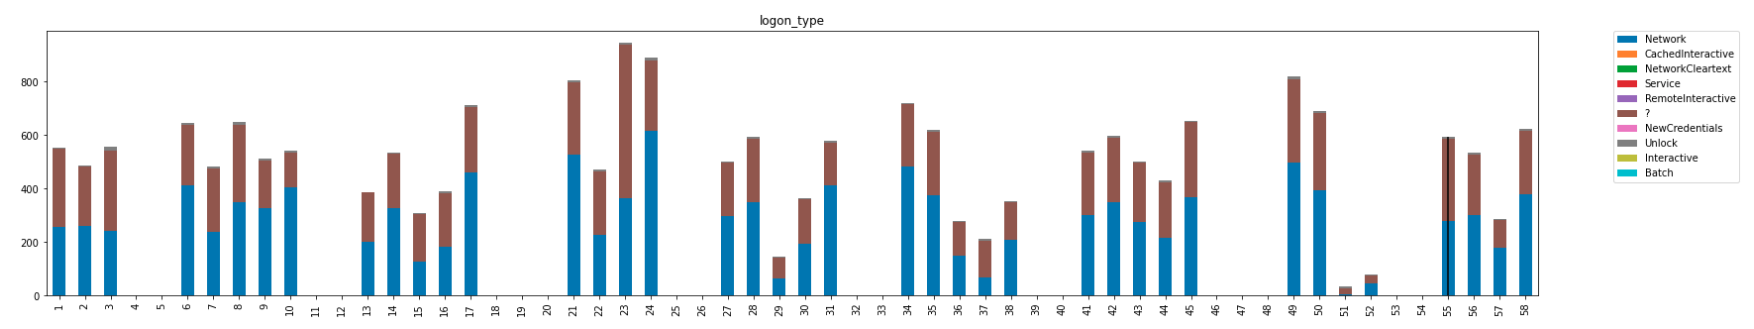 logon_type
800
600
400
200
0
1 2 3 4 5 6 7 8 9 10 11 12 13 14 15 16 17 18 19 20 21 22 23 24 25 26 27 28 29 30 31 32 33 34 35 36 37 38 39 40 41 42 43 44 45 46 47 48 49 50 51 52 53 54 55 56 57 58
Network
CachedInteractive
NetworkCleartext
Service
RemoteInteractive
?
NewCredentials
Unlock
Interactive
Batch